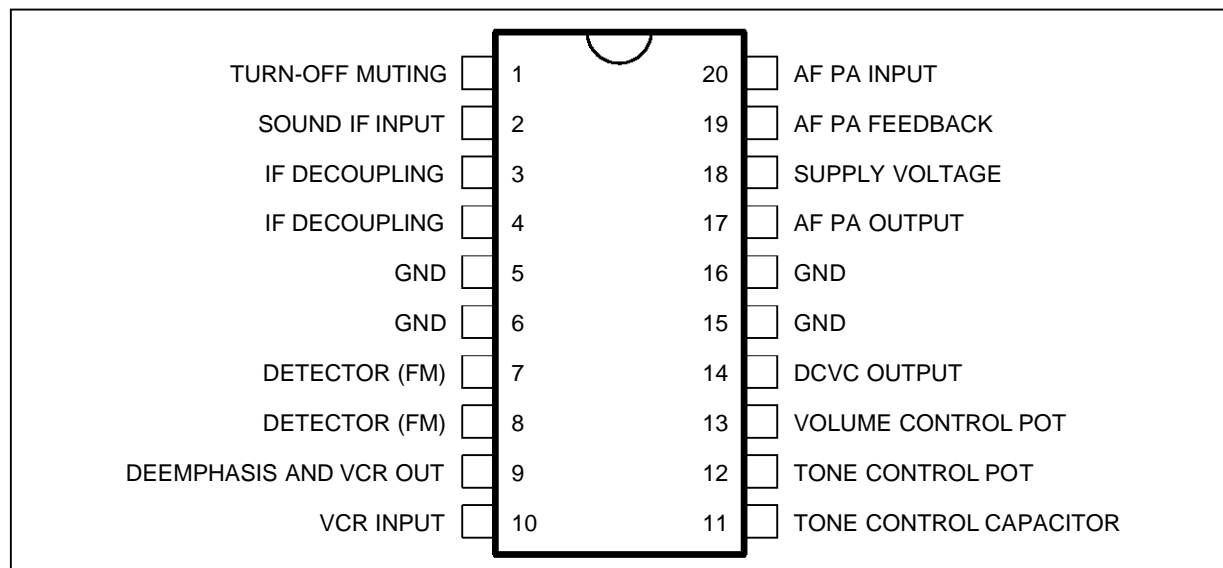 TURN-OFF MUTING 1 20 AF PA INPUT
SOUND IF INPUT 2 19 AF PA FEEDBACK
IF DECOUPLING 3 18 SUPPLY VOLTAGE
IF DECOUPLING 4 17 AF PA OUTPUT
GND 5 16 GND
GND 6 15 GND
DETECTOR (FM) 7 14 DCVC OUTPUT
DETECTOR (FM) 8 13 VOLUME CONTROL POT
DEEMPHASIS AND VCR OUT 9 12 TONE CONTROL POT
VCR INPUT 10 11 TONE CONTROL CAPACITOR